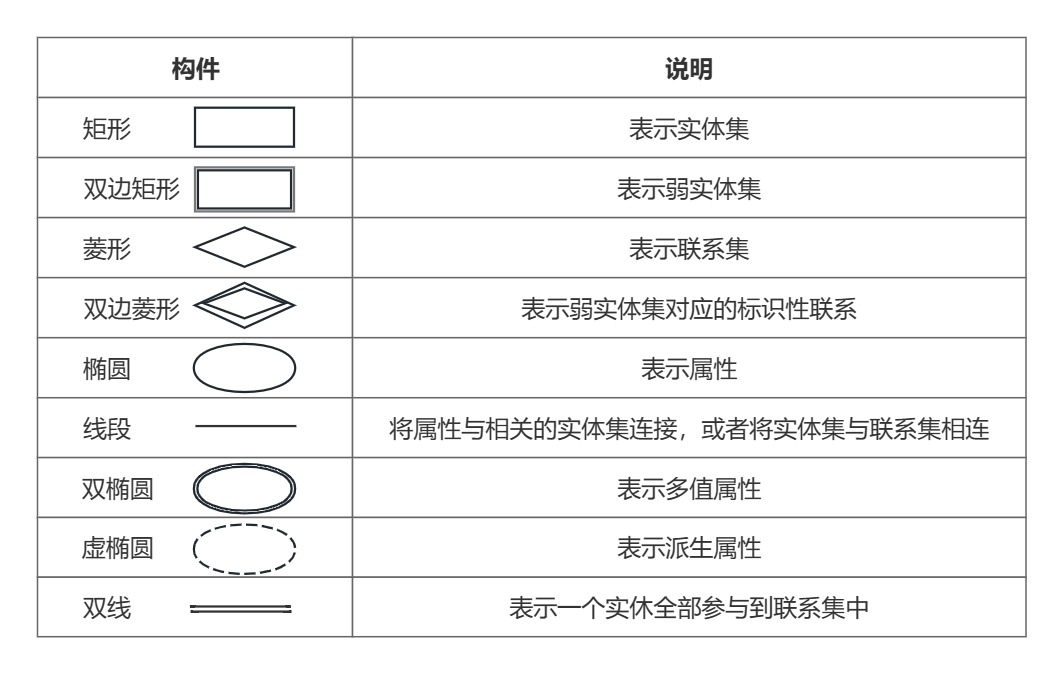 构件 说明
矩形 表示实体集
双边矩形 表示弱实体集
菱形 表示联系集
双边菱形 表示弱实体集对应的标识性联系
椭圆 表示属性
线段 将属性与相关的实体集连接，或者将实体集与联系集相连
双椭圆 表示多值属性
虚椭圆 表示派生属性
双线 表示一个实休全部参与到联系集中